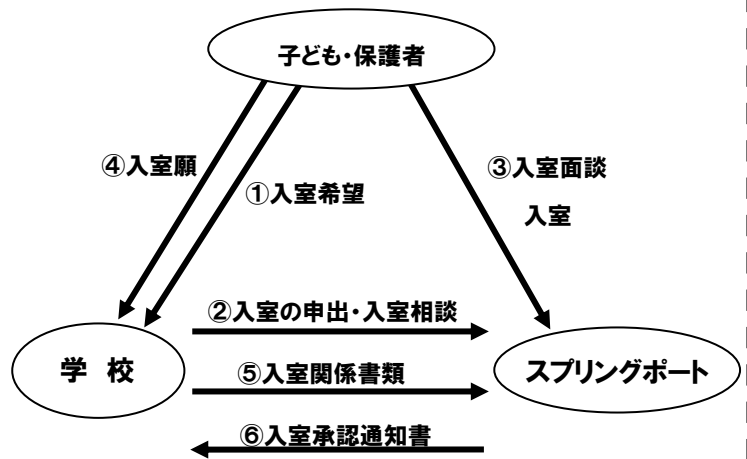 子ども・保護者
④入室願
①入室希望
③入室面談
入室
②入室の申出・入室相談
学 校
⑤入室関係書類
スプリングポート
⑥入室承認通知書